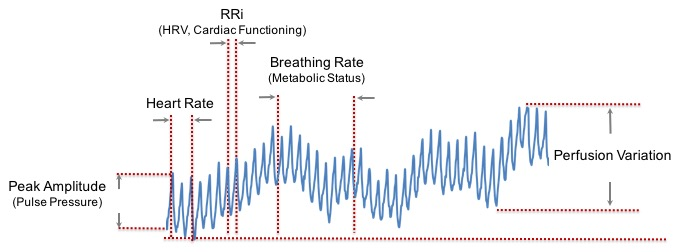 RRi
(HRV, Cardiac Functioning)
Breathing Rate
(Metabolic Status)
Heart Rate
Perfusion Variation
Peak Amplitude
(Pulse Pressure)